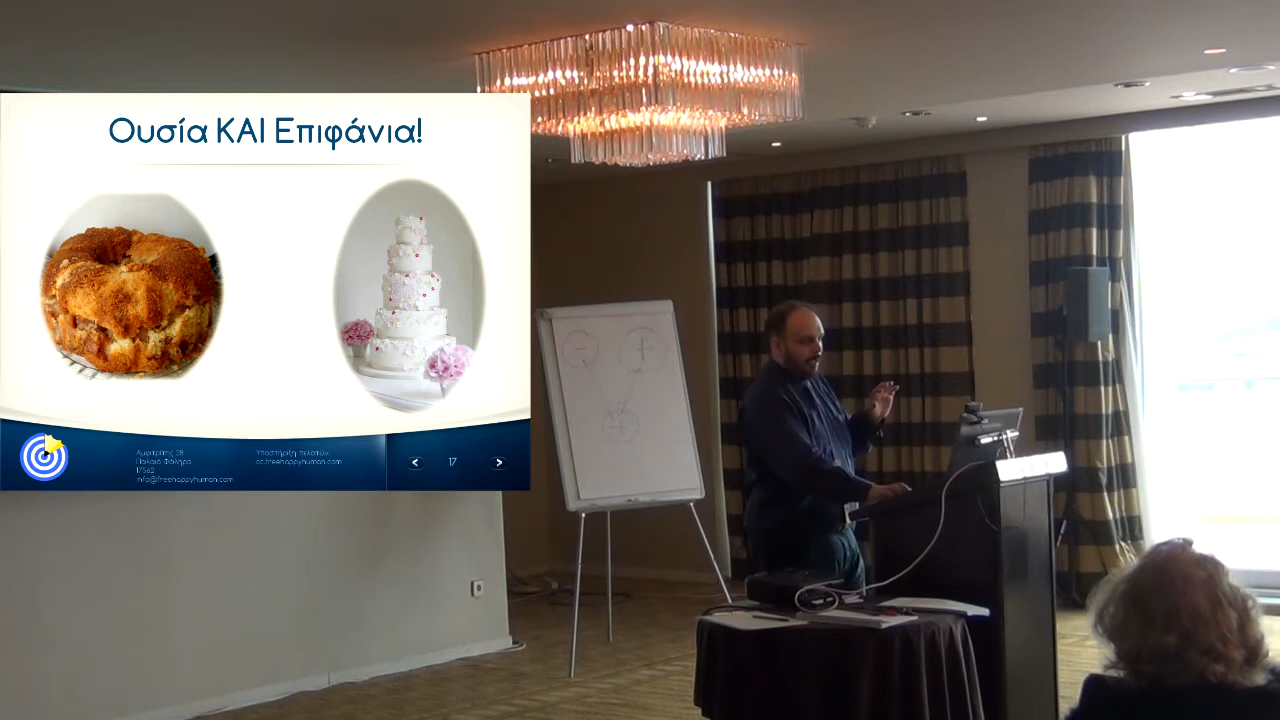 Ουσία ΚΑΙ Επιφάνια!
Αμφιτρίτης 28
Παλαιό Φάληρο
17562
info@freehappyhuman.com
Υποστήριξη πελατών:
cc.freehappyhuman.com
17